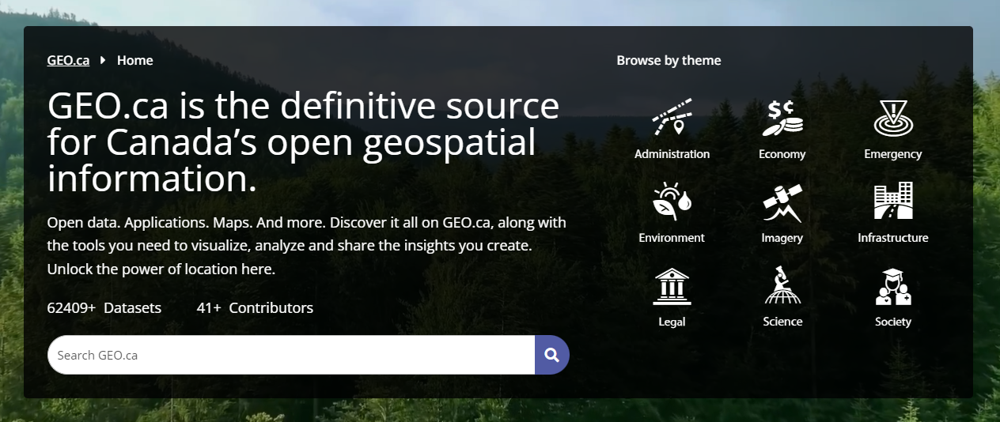 GEO.ca Home
GEO.ca is the definitive source
for Canada’s open geospatial
information.
Open data. Applications. Maps. And more. Discover it all on GEO.ca, along with
the tools you need to visualize, analyze and share the insights you create.
Unlock the power of location here.
62409+ Datasets 41+ Contributors
Search GEO.ca
Browse by theme
$¢
Administration Economy Emergency
Environment Imagery Infrastructure
Legal Science Society